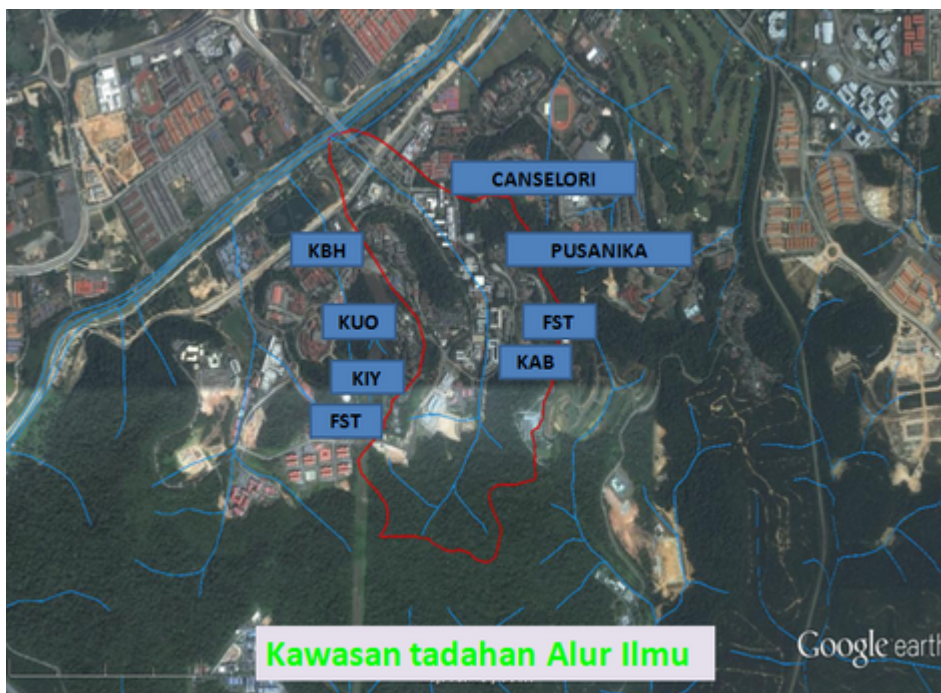 CANSELORI
KBH
PUSANIKA
KUO
FST
KAB
KIY
FST
Kawasan tadahan Alur Ilmu
Google earth